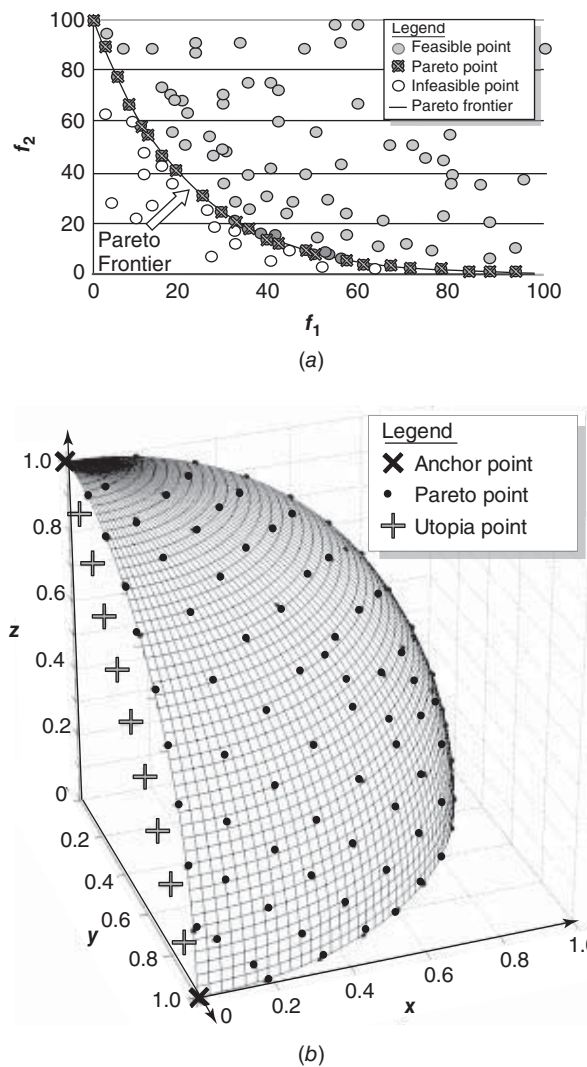 100
80
60
40
20
0
f2
Legend
Feasible point
Pareto point
Infeasible point
Pareto frontier
Pareto
Frontier
0 20 40 60 80 100
f1
(a)
Legend
Anchor point
Pareto point
Utopia point
1.0
0.8
0.6
z
0.4
0.2
0
0.2
0.4
y
0.6
0.8
1.0
0
0.2
0.4
x
0.6
0.8
1.0
(b)